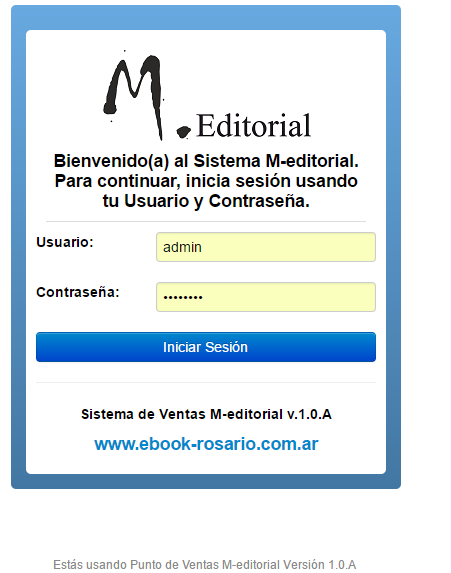 M. Editorial
Bienvenido(a) al Sistema M-editorial.
Para continuar, inicia sesión usando
tu Usuario y Contraseña.
Usuario:
admin
Contraseña:
••••••••
Iniciar Sesión
Sistema de Ventas M-editorial v.1.0.A
www.ebook-rosario.com.ar
Estás usando Punto de Ventas M-editorial Versión 1.0.A